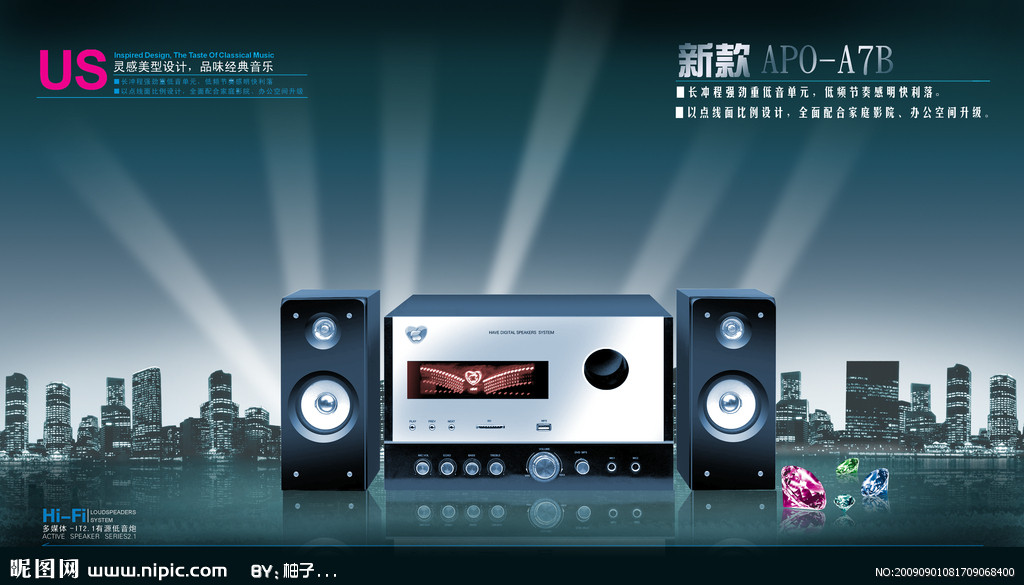 US
Inspired Design, The Taste Of Classical Music
灵感美型设计，品味经典音乐
■长冲程强劲重低音单元，低频节奏感明快利落
■以点线面比例设计，全面配合家庭影院、办公空间升级
新款 APO-A7B
■长冲程强劲重低音单元，低频节奏感明快利落。
■以点线面比例设计，全面配合家庭影院、办公空间升级。
WAVE DIGITAL SPEAKERS SYSTEM
Hi-Fi LOUDSPEADERS
SYSTEM
多媒体-IT2.1有源低音炮
ACTIVE SPEAKER SERIES2.1
昵图网 www.nipic.com BY:柚子...
NO:20090901081709068400